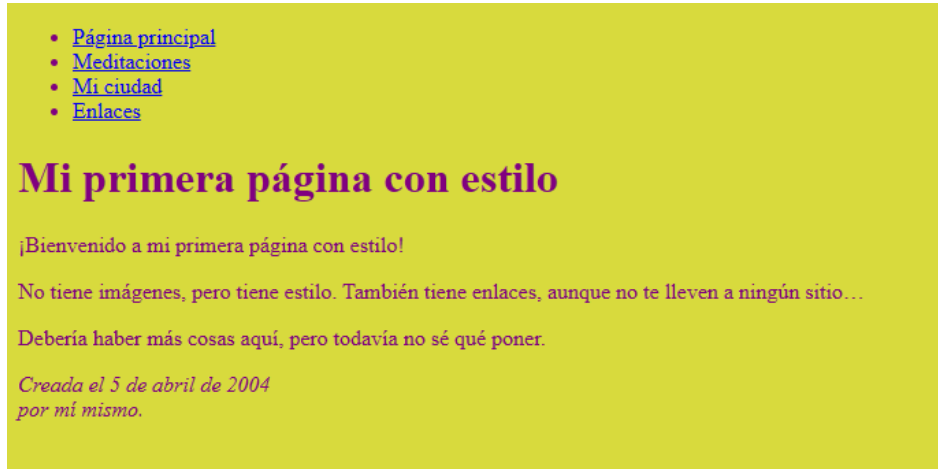 Página principal
Meditaciones
Mi ciudad
Enlaces
Mi primera página con estilo
¡Bienvenido a mi primera página con estilo!
No tiene imágenes, pero tiene estilo. También tiene enlaces, aunque no te lleven a ningún sitio…
Debería haber más cosas aquí, pero todavía no sé qué poner.
Creada el 5 de abril de 2004
por mí mismo.